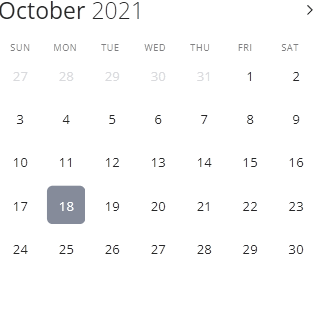 October 2021
SUN MON TUE WED THU FRI SAT
27 28 29 30 31 1 2
3 4 5 6 7 8 9
10 11 12 13 14 15 16
17 18 19 20 21 22 23
24 25 26 27 28 29 30